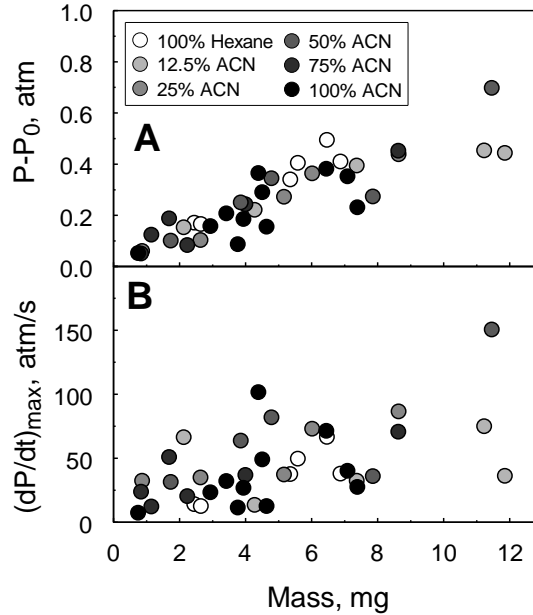 1.0
0.8
0.6
0.4
0.2
0.0
P-P₀, atm
100% Hexane
12.5% ACN
25% ACN
50% ACN
75% ACN
100% ACN
A
B
150
100
50
0
(dP/dt)max, atm/s
0 2 4 6 8 10 12
Mass, mg